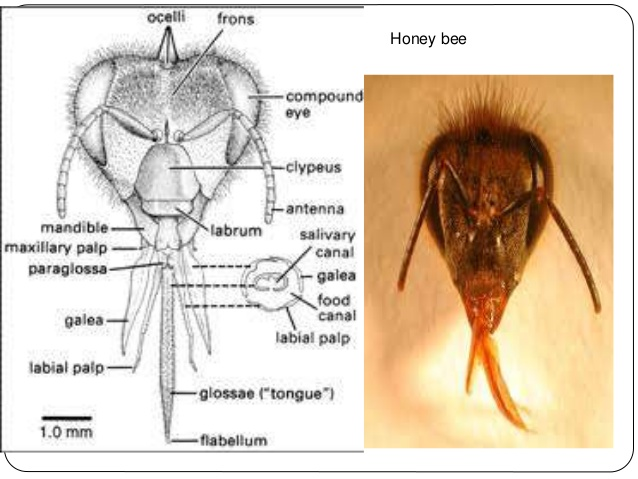 ocelli
frons
Honey bee
compound
eye
clypeus
antenna
mandible
labrum
maxillary palp
salivary
canal
paraglossa
galea
food
canal
galea
labial palp
labial palp
glossae ("tongue")
1.0 mm
flabellum